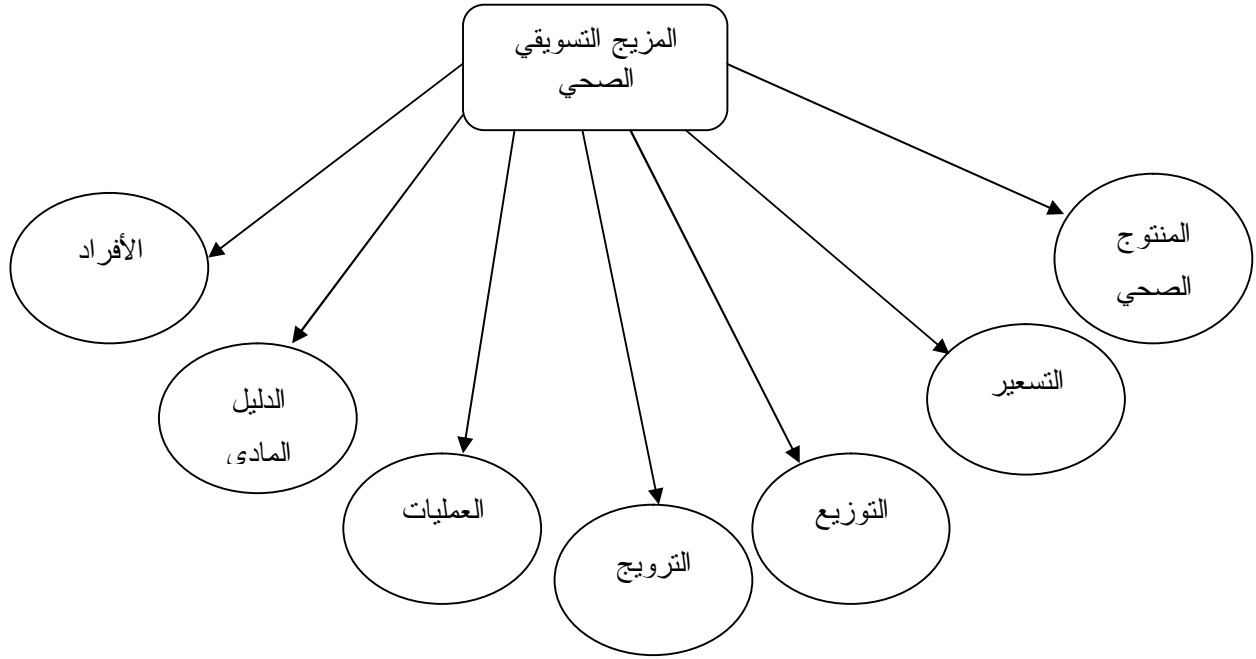 المزيج التسويقي
الصحي
المنتوج
الصحي
التسعير
التوزيع
الترويج
العمليات
الدليل
المادي
الأفراد